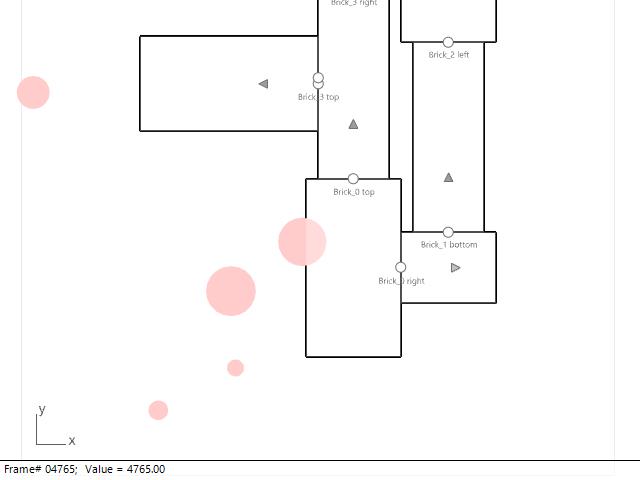 Brick_3 right
Brick_2 left
Brick_3 top
Brick_0 top
Brick_1 bottom
Brick_0 right
y
x
Frame# 04765;  Value = 4765.00